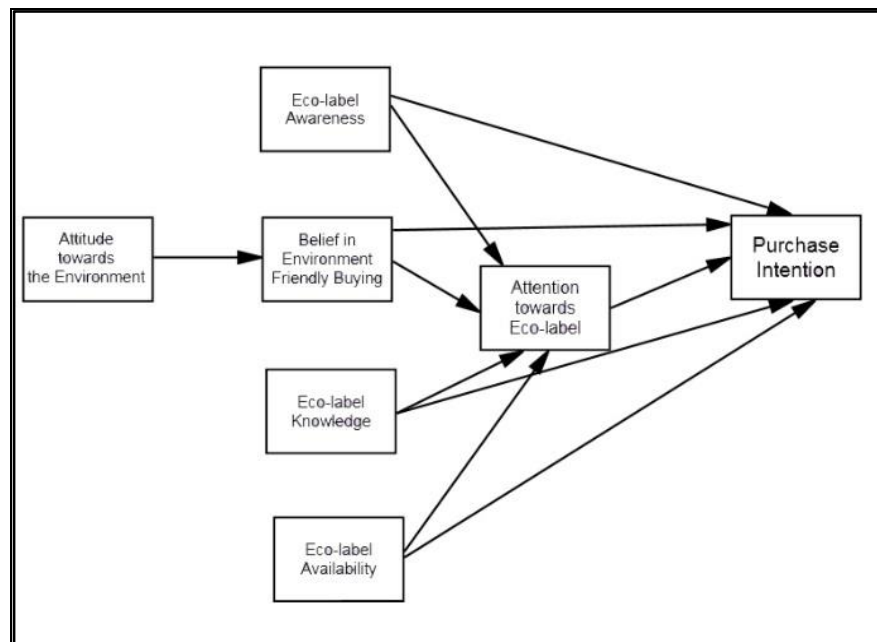 Eco-label
Awareness
Attitude
towards
the Environment
Belief in
Environment
Friendly Buying
Purchase
Intention
Attention
towards
Eco-label
Eco-label
Knowledge
Eco-label
Availability